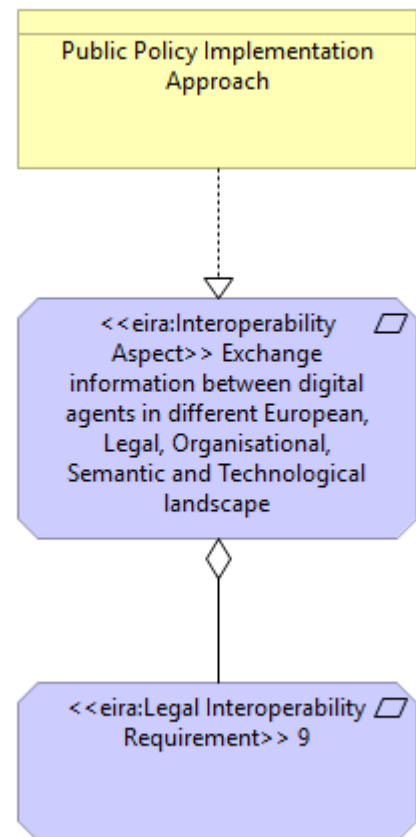 Public Policy Implementation
Approach
<<eira:Interoperability
Aspect>> Exchange
information between digital
agents in different European,
Legal, Organisational,
Semantic and Technological
landscape
<<eira:Legal Interoperability
Requirement>> 9